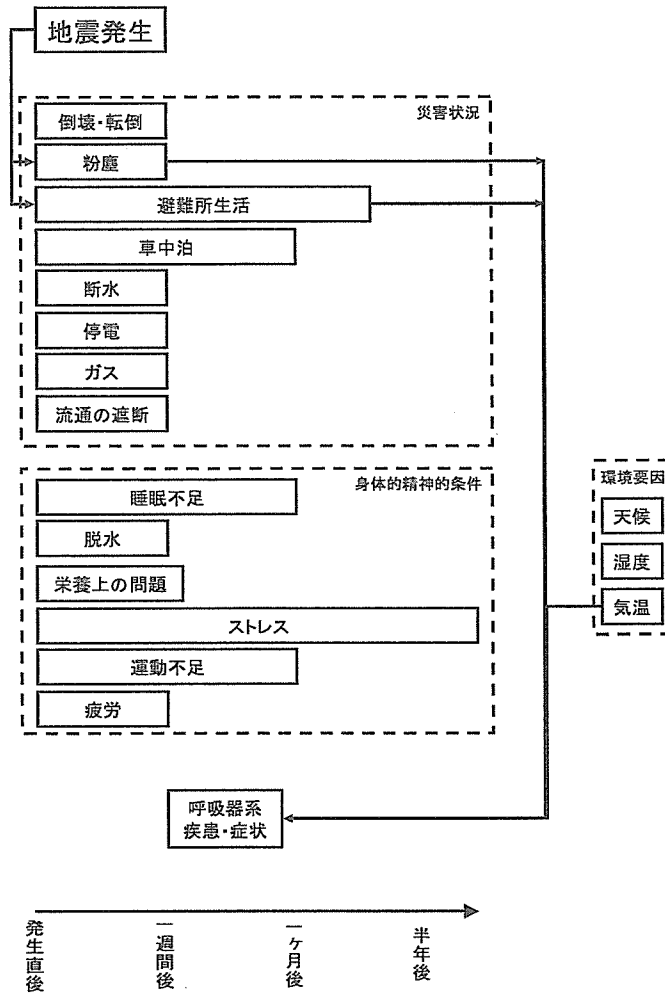 地震発生
災害状況
倒壊・転倒
粉塵
避難所生活
車中泊
断水
停電
ガス
流通の遮断
身体的精神的条件
睡眠不足
脱水
栄養上の問題
ストレス
運動不足
疲労
環境要因
天候
湿度
気温
呼吸器系
疾患・症状
発生直後
一週間後
一ヶ月後
半年後